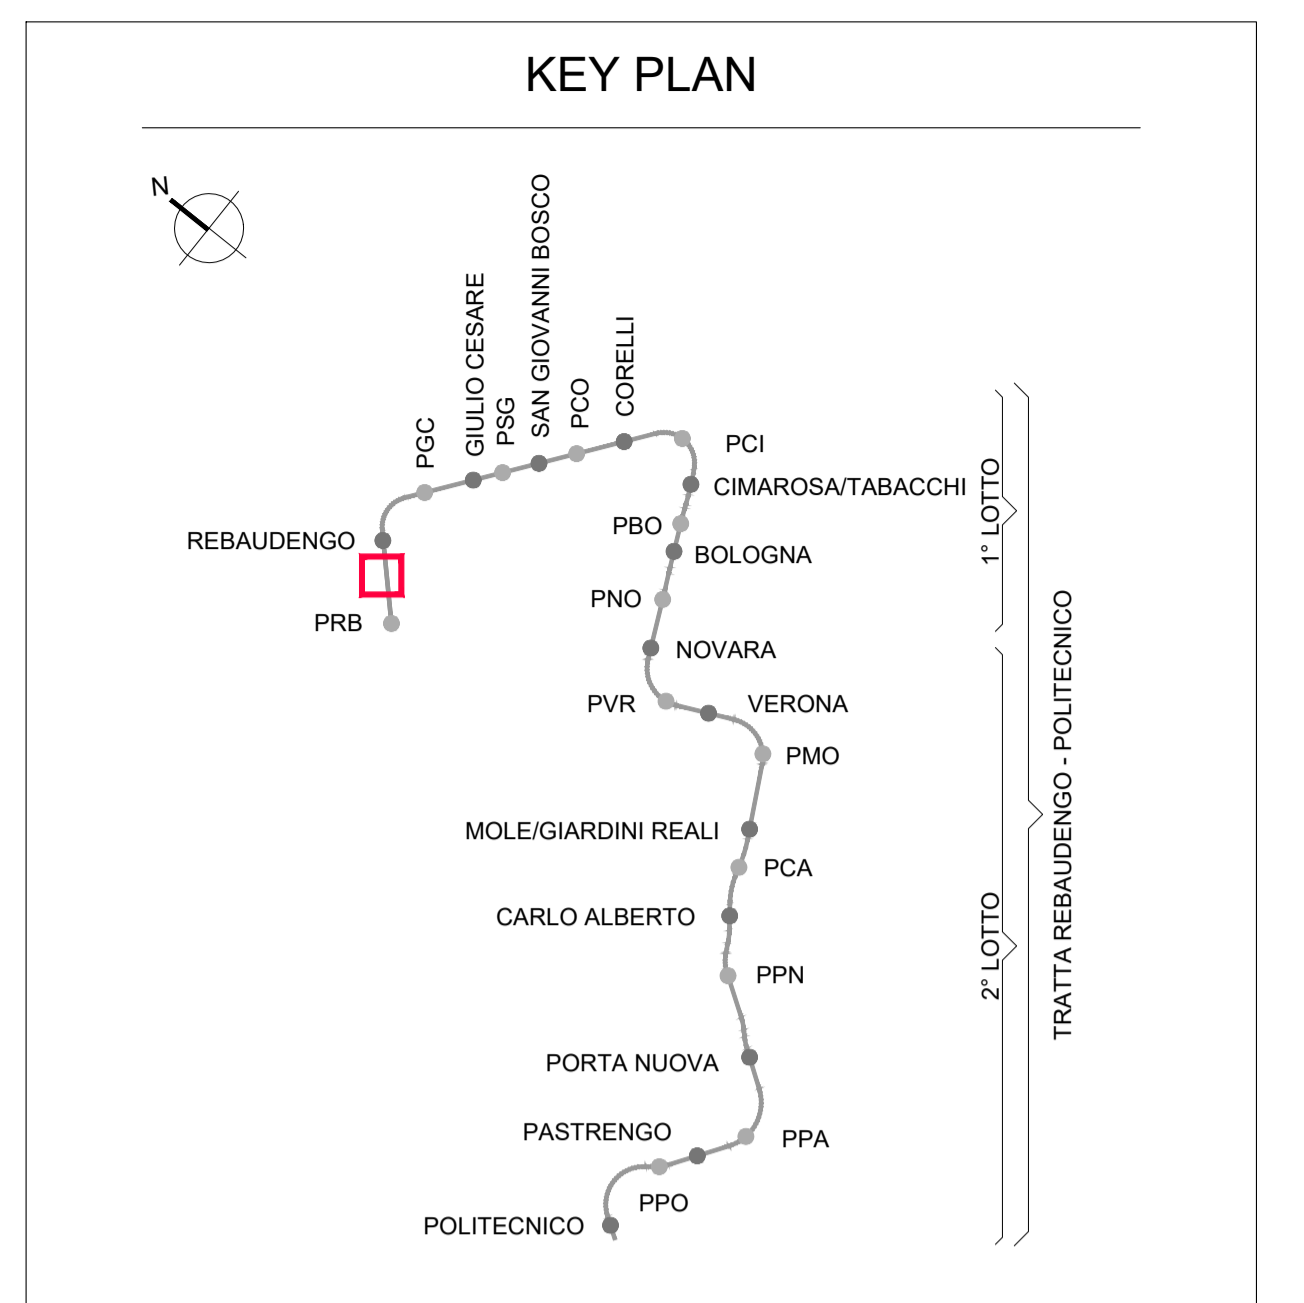 KEY PLAN
N
PGC
GIULIO CESARE
PSG
SAN GIOVANNI BOSCO
PCO
CORELLI
PCI
CIMAROSA/TABACCHI
REBAUDENGO
PBO
BOLOGNA
PNO
PRB
NOVARA
PVR
VERONA
PMO
MOLE/GIARDINI REALI
PCA
CARLO ALBERTO
PPN
PORTA NUOVA
PASTRENGO
PPA
PPO
POLITECNICO
1° LOTTO
2° LOTTO
TRATTA REBAUDENGO - POLITECNICO